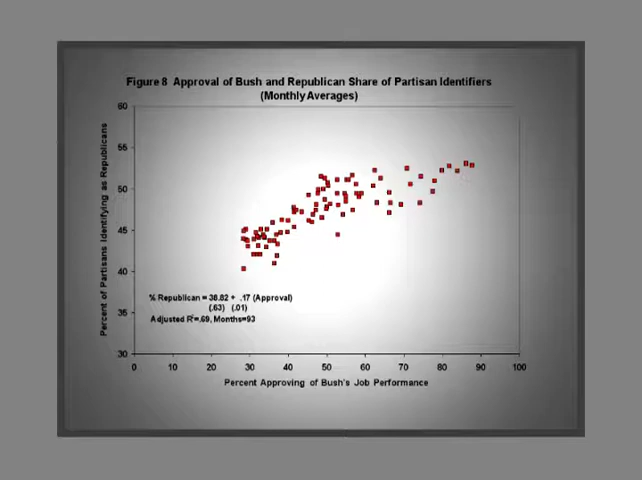 Figure 8 Approval of Bush and Republican Share of Partisan Identifiers
(Monthly Averages)
Percent of Partisans Identifying as Republicans
60
55
50
45
40
35
30
% Republican = 38.82 + .17 (Approval)
(.63) (.01)
Adjusted R²=.69, Months=93
0 10 20 30 40 50 60 70 80 90 100
Percent Approving of Bush's Job Performance